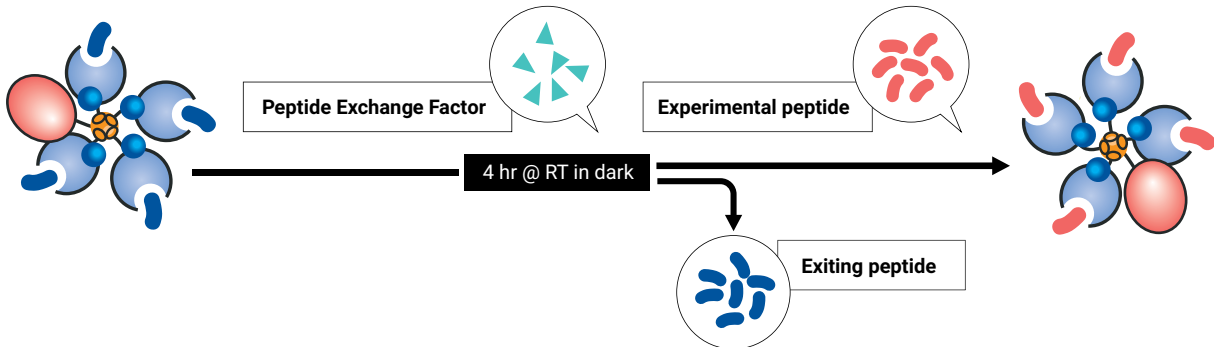 Peptide Exchange Factor
Experimental peptide
4 hr @ RT in dark
Exiting peptide